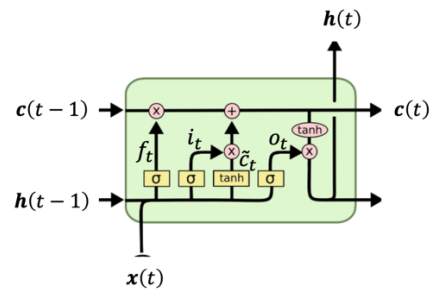 h(t)
c(t − 1)
x
+
c(t)
tanh
f_t
i_t
x
c̃_t
o_t
x
σ
σ
tanh
σ
h(t − 1)
x(t)